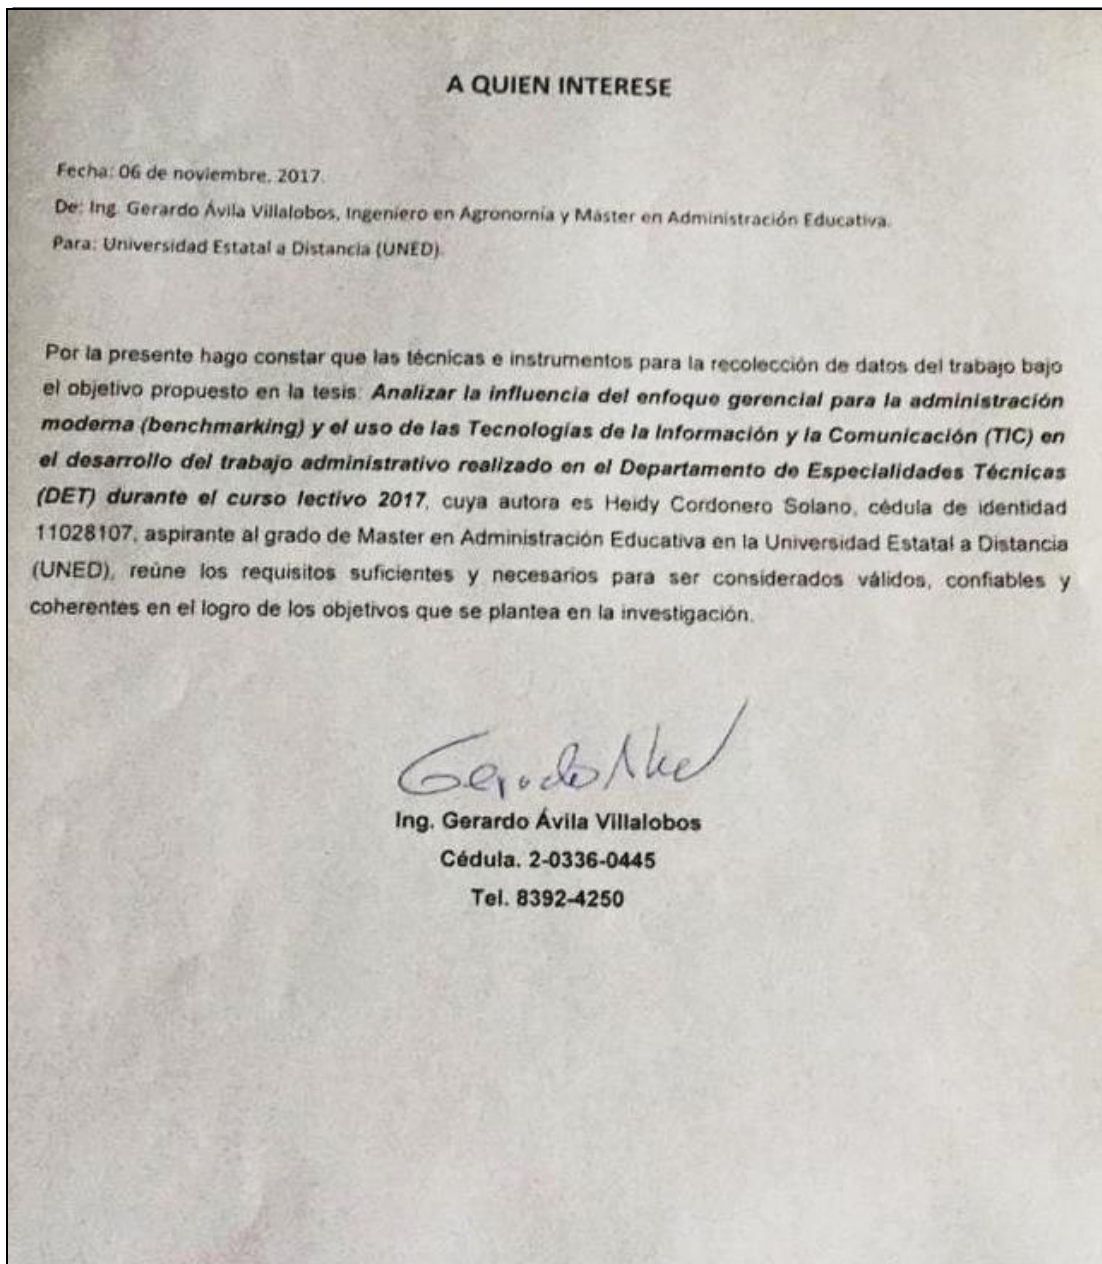 A QUIEN INTERESE
Fecha: 06 de noviembre, 2017.
De: Ing. Gerardo Ávila Villalobos, Ingeniero en Agronomía y Máster en Administración Educativa.
Para: Universidad Estatal a Distancia (UNED).
Por la presente hago constar que las técnicas e instrumentos para la recolección de datos del trabajo bajo
el objetivo propuesto en la tesis: Analizar la influencia del enfoque gerencial para la administración
moderna (benchmarking) y el uso de las Tecnologías de la Información y la Comunicación (TIC) en
el desarrollo del trabajo administrativo realizado en el Departamento de Especialidades Técnicas
(DET) durante el curso lectivo 2017, cuya autora es Heidy Cordonero Solano, cédula de identidad
11028107, aspirante al grado de Master en Administración Educativa en la Universidad Estatal a Distancia
(UNED), reúne los requisitos suficientes y necesarios para ser considerados válidos, confiables y
coherentes en el logro de los objetivos que se plantea en la investigación.
Ing. Gerardo Ávila Villalobos
Cédula. 2-0336-0445
Tel. 8392-4250